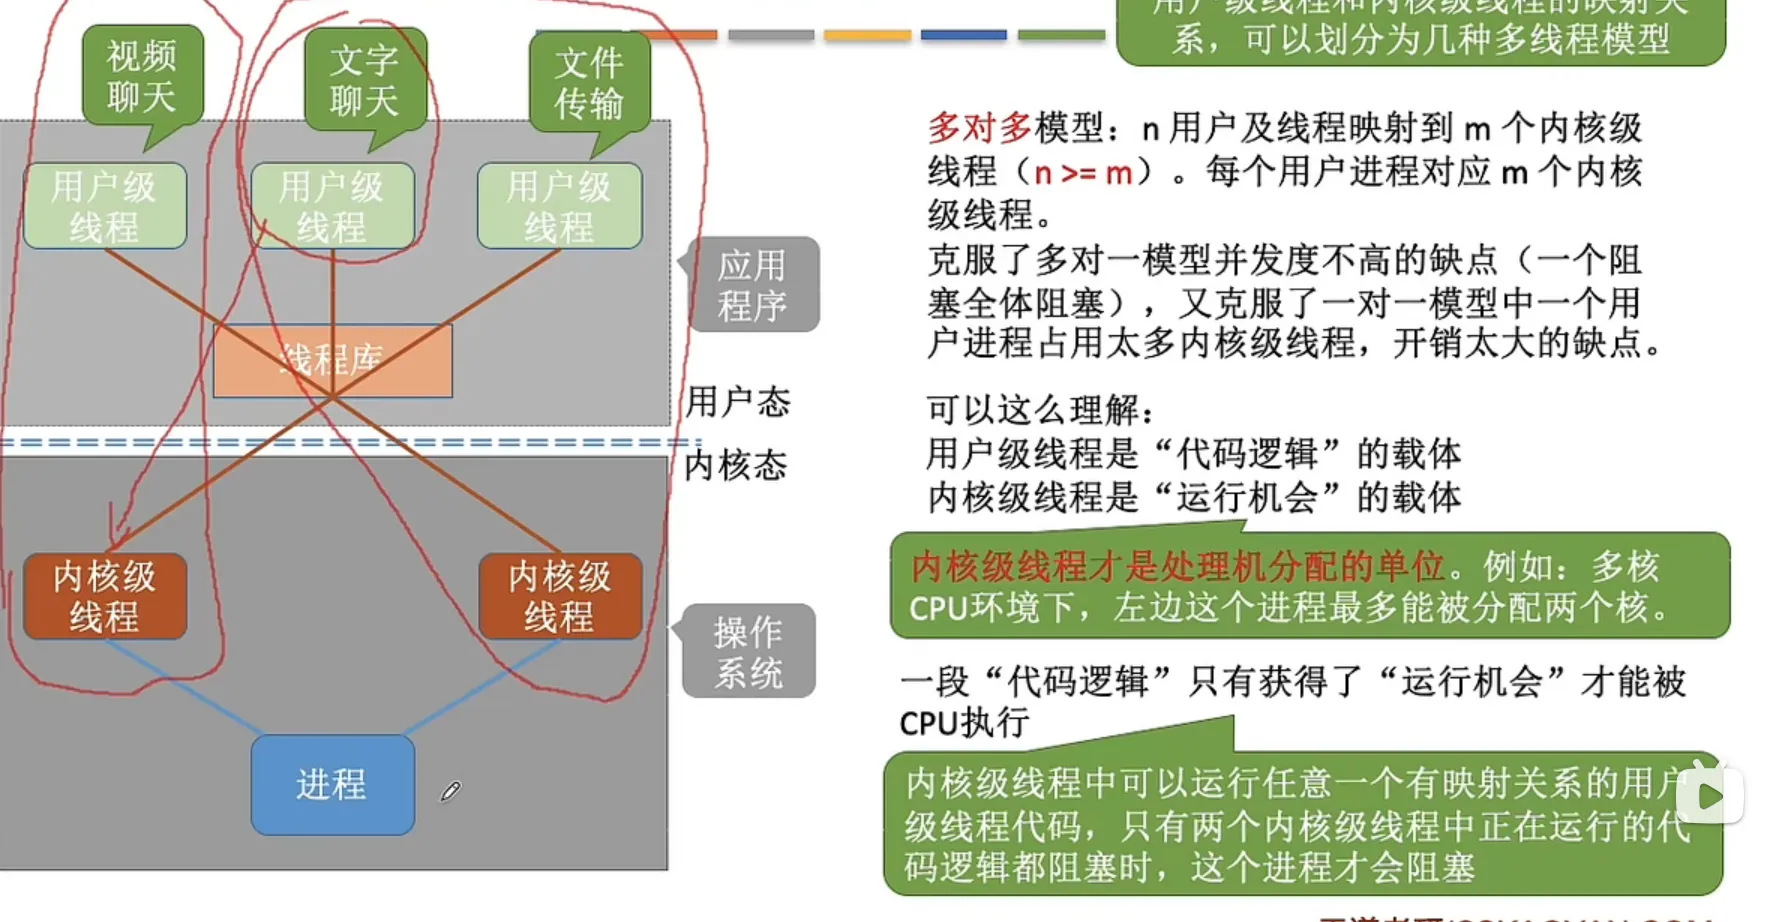 用户级线程和内核级线程的映射关
系，可以划分为几种多线程模型
视频
聊天
文字
聊天
文件
传输
用户级
线程
用户级
线程
用户级
线程
线程库
应用
程序
用户态
内核态
内核级
线程
内核级
线程
操作
系统
进程
多对多模型：n 用户及线程映射到 m 个内核级
线程（n >= m）。每个用户进程对应 m 个内核
级线程。
克服了多对一模型并发度不高的缺点（一个阻
塞全体阻塞），又克服了一对一模型中一个用
户进程占用太多内核级线程，开销太大的缺点。
可以这么理解：
用户级线程是“代码逻辑”的载体
内核级线程是“运行机会”的载体
内核级线程才是处理机分配的单位。例如：多核
CPU环境下，左边这个进程最多能被分配两个核。
一段“代码逻辑”只有获得了“运行机会”才能被
CPU执行
内核级线程中可以运行任意一个有映射关系的用户
级线程代码，只有两个内核级线程中正在运行的代
码逻辑都阻塞时，这个进程才会阻塞